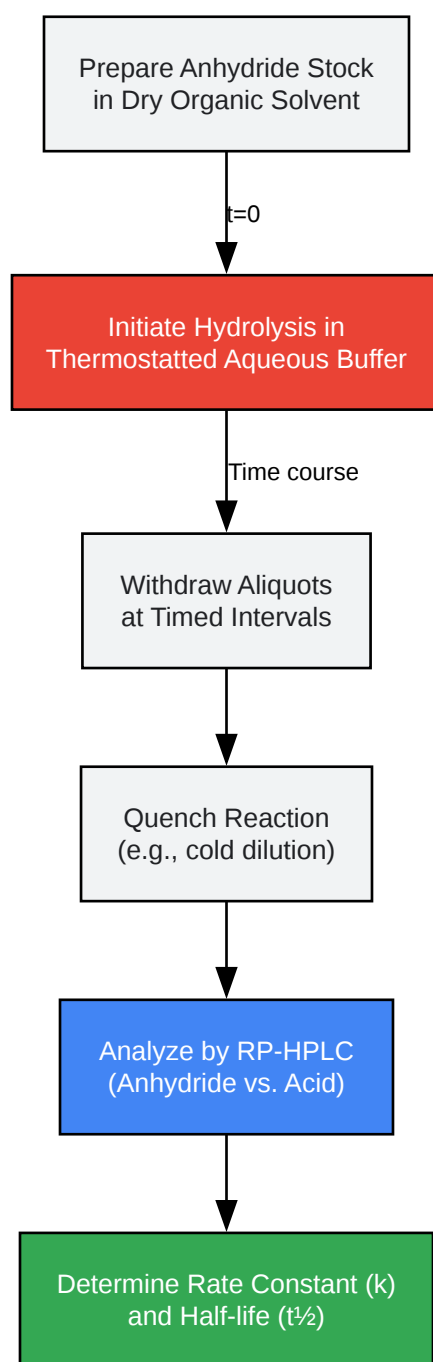 Prepare Anhydride Stock
in Dry Organic Solvent
t=0
Initiate Hydrolysis in
Thermostatted Aqueous Buffer
Time course
Withdraw Aliquots
at Timed Intervals
Quench Reaction
(e.g., cold dilution)
Analyze by RP-HPLC
(Anhydride vs. Acid)
Determine Rate Constant (k)
and Half-life (t½)